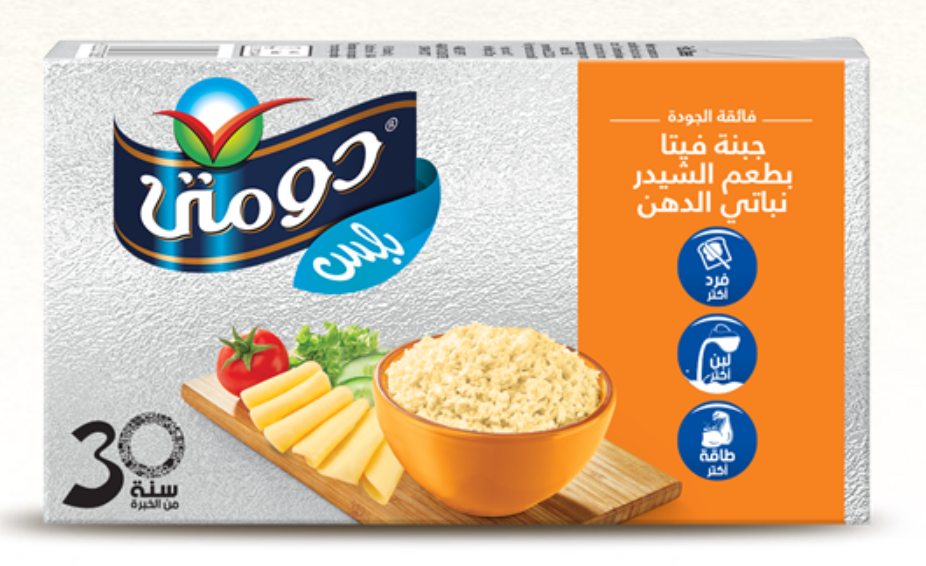 دومتى®
بلس
فائقة الجودة
جبنة فيتا
بطعم الشيدر
نباتي الدهن
فرد
أكتر
لبن
أكتر
طاقة
أكتر
30
سنة
من الخبرة